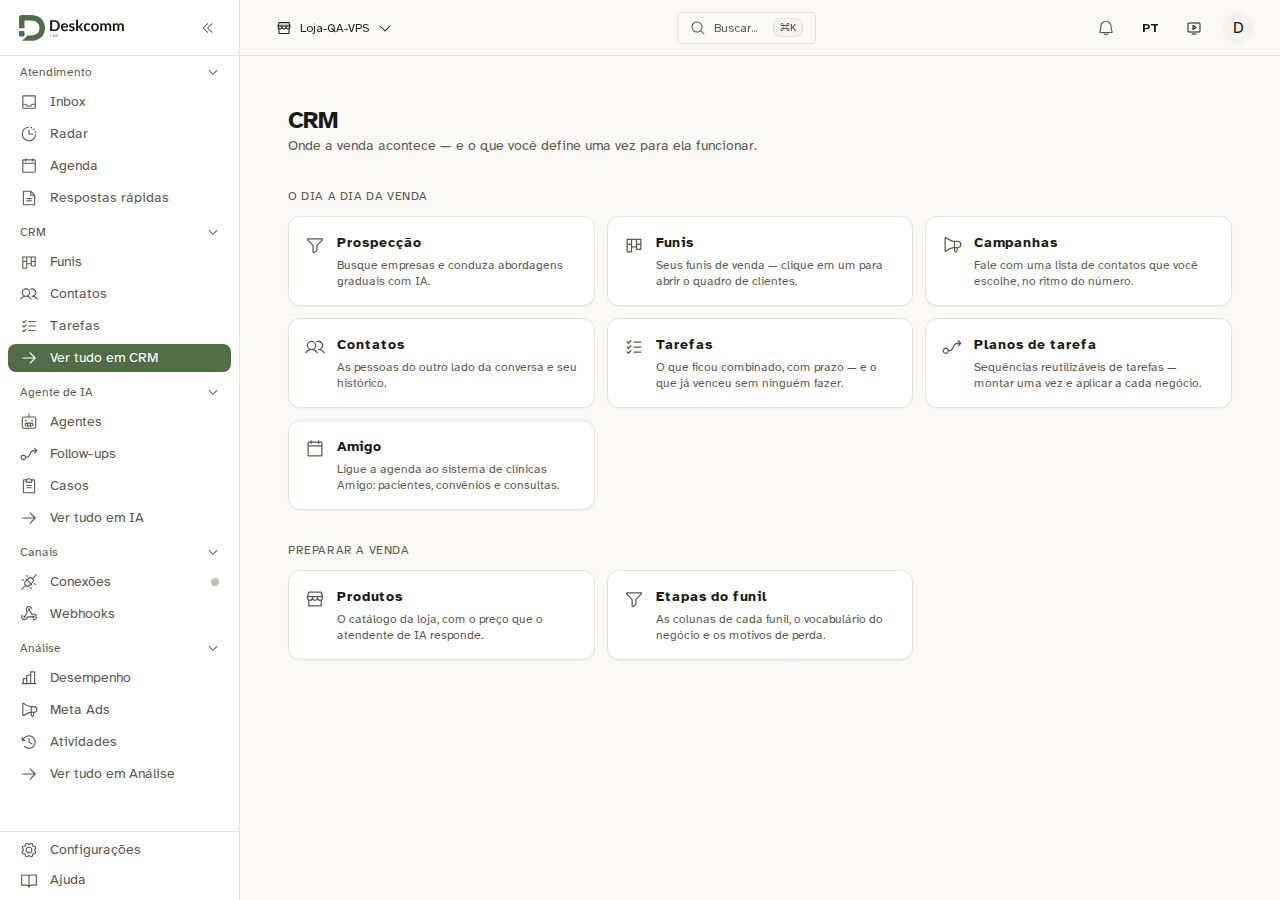 Deskcomm
Loja-QA-VPS
Buscar...
⌘K
PT
D
Atendimento
Inbox
Radar
Agenda
Respostas rápidas
CRM
Funis
Contatos
Tarefas
Ver tudo em CRM
Agente de IA
Agentes
Follow-ups
Casos
Ver tudo em IA
Canais
Conexões
Webhooks
Análise
Desempenho
Meta Ads
Atividades
Ver tudo em Análise
Configurações
Ajuda
CRM
Onde a venda acontece — e o que você define uma vez para ela funcionar.
O DIA A DIA DA VENDA
Prospecção
Busque empresas e conduza abordagens
graduais com IA.
Funis
Seus funis de venda — clique em um para
abrir o quadro de clientes.
Campanhas
Fale com uma lista de contatos que você
escolhe, no ritmo do número.
Contatos
As pessoas do outro lado da conversa e seu
histórico.
Tarefas
O que ficou combinado, com prazo — e o
que já venceu sem ninguém fazer.
Planos de tarefa
Sequências reutilizáveis de tarefas —
montar uma vez e aplicar a cada negócio.
Amigo
Ligue a agenda ao sistema de clínicas
Amigo: pacientes, convênios e consultas.
PREPARAR A VENDA
Produtos
O catálogo da loja, com o preço que o
atendente de IA responde.
Etapas do funil
As colunas de cada funil, o vocabulário do
negócio e os motivos de perda.